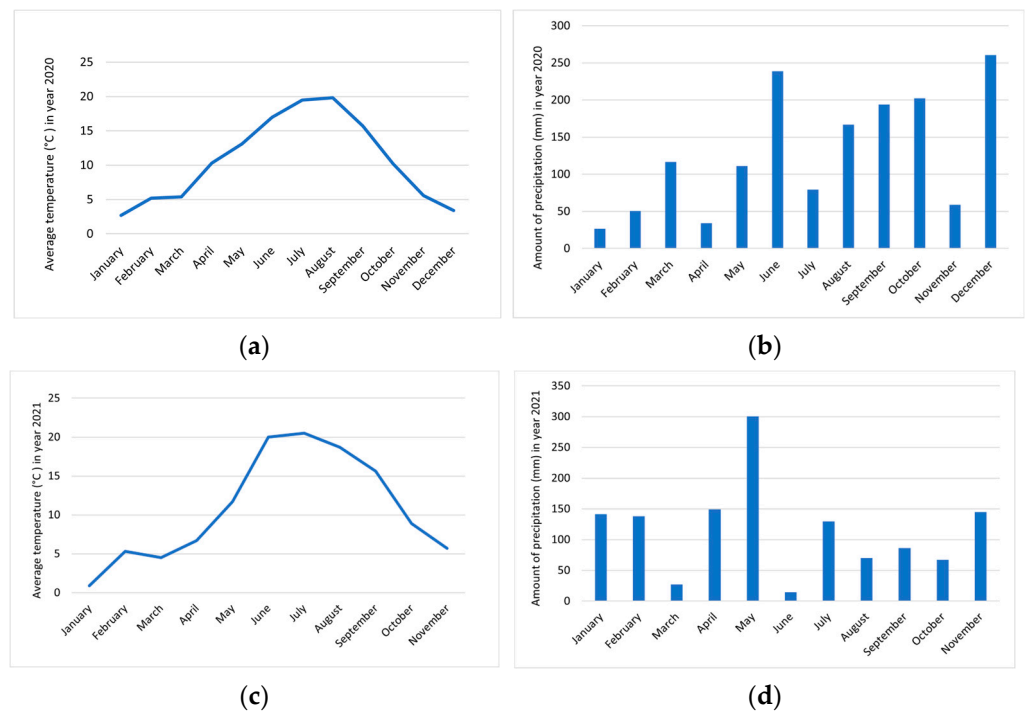 Average temperature (°C ) in year 2020
25
20
15
10
5
0
January
February
March
April
May
June
July
August
September
October
November
December
(a)
Amount of precipitation (mm) in year 2020
300
250
200
150
100
50
0
January
February
March
April
May
June
July
August
September
October
November
December
(b)
Average temperature (°C ) in year 2021
25
20
15
10
5
0
January
February
March
April
May
June
July
August
September
October
November
(c)
Amount of precipitation (mm) in year 2021
350
300
250
200
150
100
50
0
January
February
March
April
May
June
July
August
September
October
November
(d)